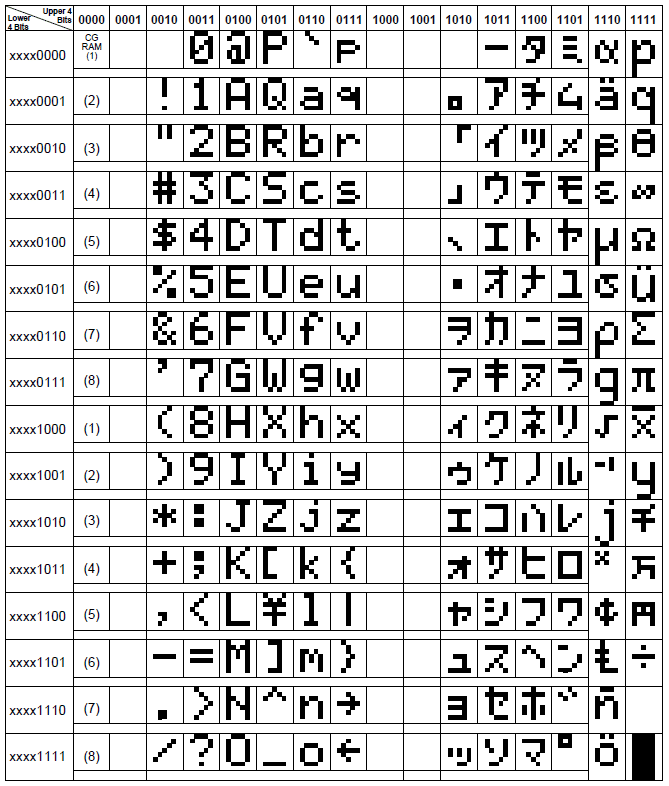 Upper 4 Bits Lower 4 Bits 0000 0001 0010 0011 0100 0101 0110 0111 1000 1001 1010 1011 1100 1101 1110 1111
xxxx0000 CG RAM (1) 0 @ P ` p ー タ ミ α p
xxxx0001 (2) ! 1 A Q a q 。 ア チ ム ä q
xxxx0010 (3) " 2 B R b r 「 イ ツ メ β θ
xxxx0011 (4) # 3 C S c s 」 ウ テ モ ε ∞
xxxx0100 (5) $ 4 D T d t 、 エ ト ヤ μ Ω
xxxx0101 (6) % 5 E U e u ・ オ ナ ユ σ ü
xxxx0110 (7) & 6 F V f v ヲ カ ニ ヨ ρ Σ
xxxx0111 (8) ' 7 G W g w ァ キ ヌ ラ g π
xxxx1000 (1) ( 8 H X h x ィ ク ネ リ √ x̄
xxxx1001 (2) ) 9 I Y i y ゥ ケ ノ ル ⁻¹ y
xxxx1010 (3) * : J Z j z ェ コ ハ レ j 千
xxxx1011 (4) + ; K [ k { ォ サ ヒ ロ ˣ 万
xxxx1100 (5) , < L ¥ l | ャ シ フ ワ ¢ 円
xxxx1101 (6) - = M ] m } ュ ス ヘ ン £ ÷
xxxx1110 (7) . > N ^ n → ョ セ ホ ゛ ñ
xxxx1111 (8) / ? O _ o ← ッ ソ マ ゜ ö █